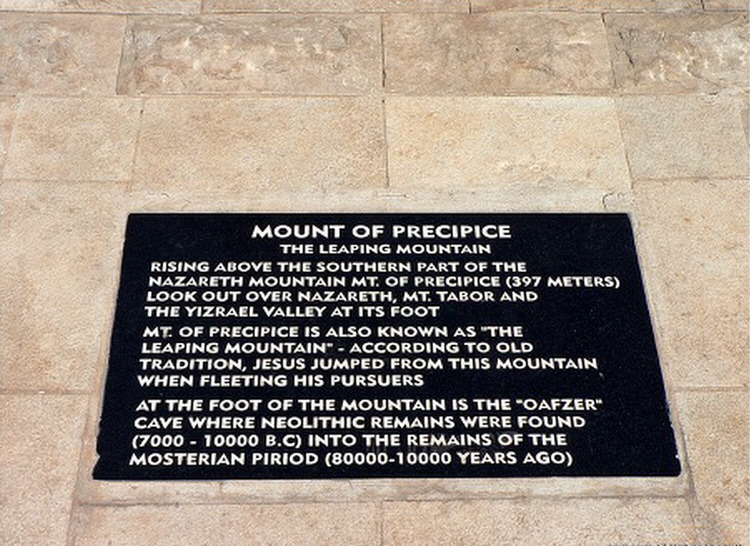 MOUNT OF PRECIPICE
THE LEAPING MOUNTAIN
RISING ABOVE THE SOUTHERN PART OF THE
NAZARETH MOUNTAIN MT. OF PRECIPICE (397 METERS)
LOOK OUT OVER NAZARETH, MT. TABOR AND
THE YIZRAEL VALLEY AT ITS FOOT
MT. OF PRECIPICE IS ALSO KNOWN AS "THE
LEAPING MOUNTAIN" - ACCORDING TO OLD
TRADITION, JESUS JUMPED FROM THIS MOUNTAIN
WHEN FLEETING HIS PURSUERS
AT THE FOOT OF THE MOUNTAIN IS THE "OAFZER"
CAVE WHERE NEOLITHIC REMAINS WERE FOUND
(7000 - 10000 B.C) INTO THE REMAINS OF THE
MOSTERIAN PIRIOD (80000-10000 YEARS AGO)